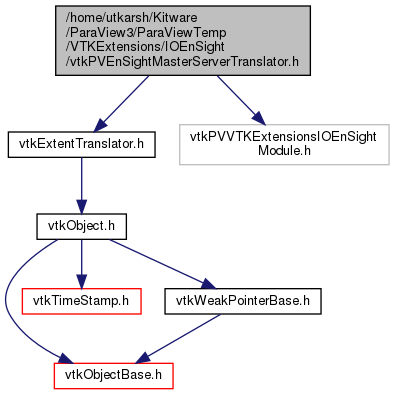 /home/utkarsh/Kitware
/ParaView3/ParaViewTemp
/VTKExtensions/IOEnSight
/vtkPVEnSightMasterServerTranslator.h
vtkExtentTranslator.h
vtkPVVTKExtensionsIOEnSight
Module.h
vtkObject.h
vtkTimeStamp.h
vtkWeakPointerBase.h
vtkObjectBase.h